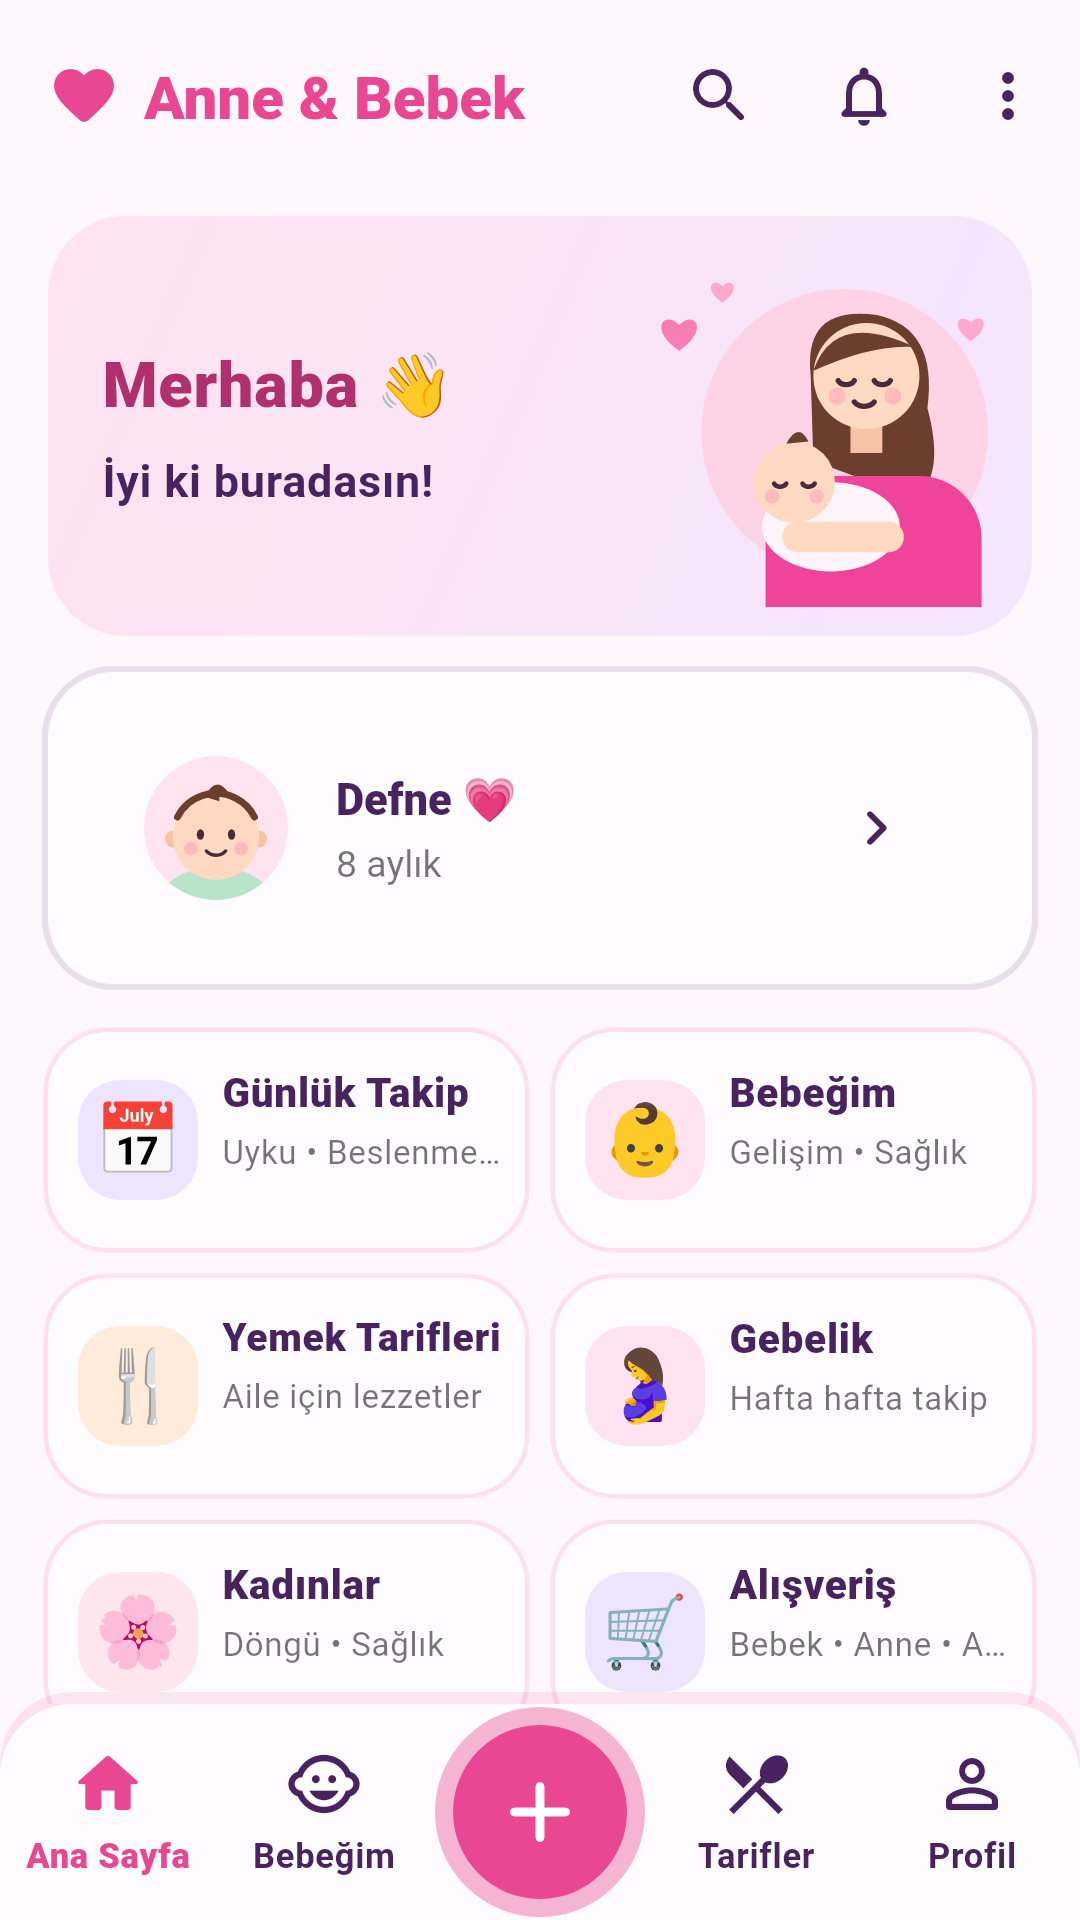 Anne & Bebek
Merhaba 👋
İyi ki buradasın!
Defne 💗
8 aylık
July
17
Günlük Takip
Uyku • Beslenme...
Bebeğim
Gelişim • Sağlık
Yemek Tarifleri
Aile için lezzetler
Gebelik
Hafta hafta takip
Kadınlar
Döngü • Sağlık
Alışveriş
Bebek • Anne • A...
Ana Sayfa
Bebeğim
Tarifler
Profil